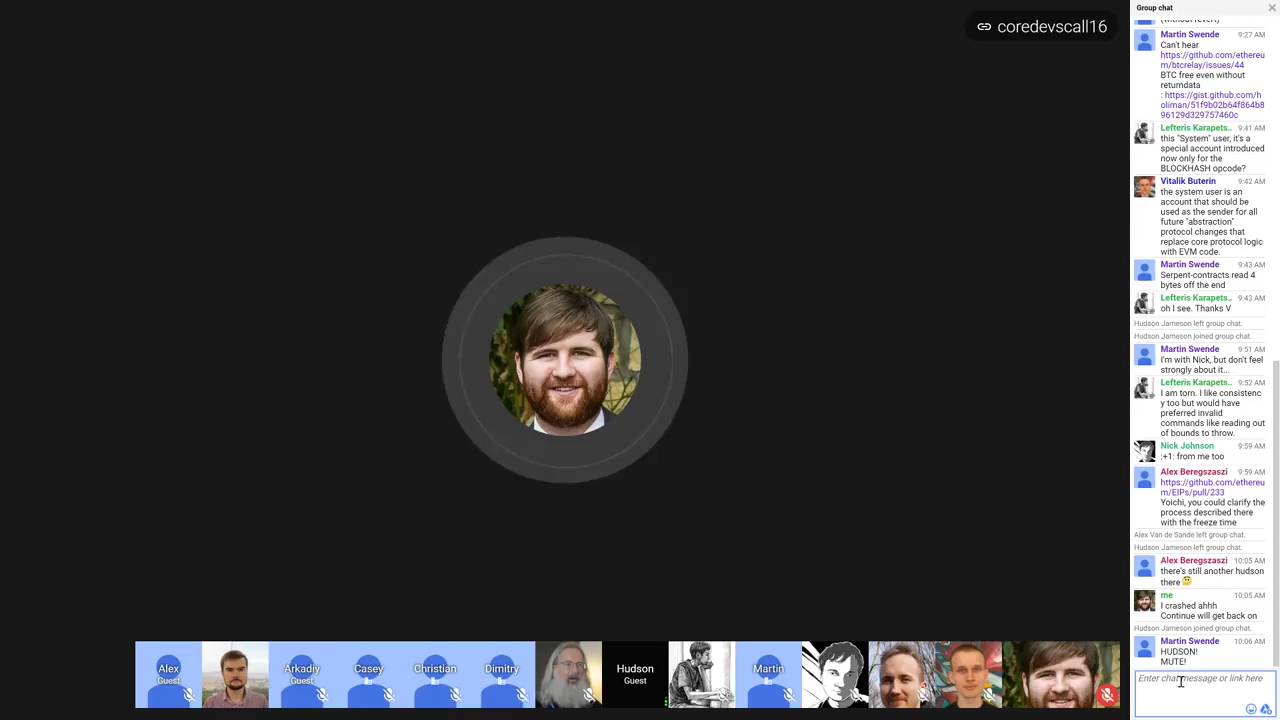 coredevscall16
Group chat
(without revert)
Martin Swende 9:27 AM
Can't hear
https://github.com/ethereu
m/btcrelay/issues/44
BTC free even without
returndata
: https://gist.github.com/h
oliman/51f9b02b64f864b8
96129d329757460c
Lefteris Karapets.. 9:41 AM
this "System" user, it's a
special account introduced
now only for the
BLOCKHASH opcode?
Vitalik Buterin 9:42 AM
the system user is an
account that should be
used as the sender for all
future "abstraction"
protocol changes that
replace core protocol logic
with EVM code.
Martin Swende 9:43 AM
Serpent-contracts read 4
bytes off the end
Lefteris Karapets.. 9:43 AM
oh I see. Thanks V
Hudson Jameson left group chat.
Hudson Jameson joined group chat.
Martin Swende 9:51 AM
I'm with Nick, but don't feel
strongly about it...
Lefteris Karapets.. 9:52 AM
I am torn. I like consistenc
y too but would have
preferred invalid
commands like reading out
of bounds to throw.
Nick Johnson 9:59 AM
:+1: from me too
Alex Beregszaszi 9:59 AM
https://github.com/ethereu
m/EIPs/pull/233
Yoichi, you could clarify the
process described there
with the freeze time
Alex Van de Sande left group chat.
Hudson Jameson left group chat.
Alex Beregszaszi 10:05 AM
there's still another hudson
there
me 10:05 AM
I crashed ahhh
Continue will get back on
Hudson Jameson joined group chat.
Martin Swende 10:06 AM
HUDSON!
MUTE!
Enter chat message or link here
Alex
Guest
Arkadiy
Guest
Casey
Guest
Christian
Guest
Dimitry
Guest
Hudson
Guest
Martin
Guest